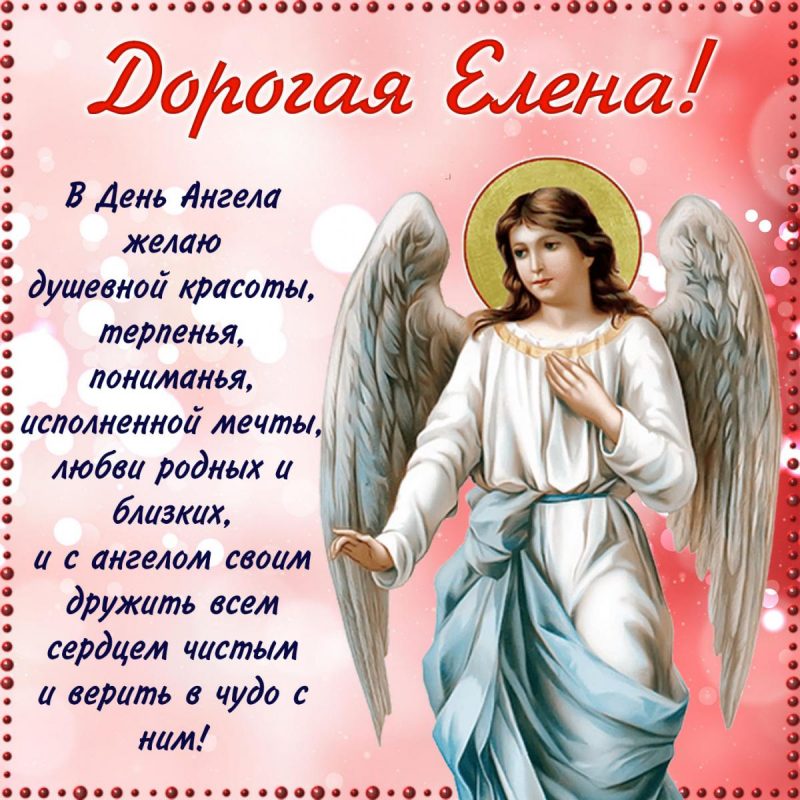 Дорогая Елена!
В День Ангела
желаю
душевной красоты,
терпенья,
пониманья,
исполненной мечты,
любви родных и
близких,
и с ангелом своим
дружить всем
сердцем чистым
и верить в чудо с
ним!